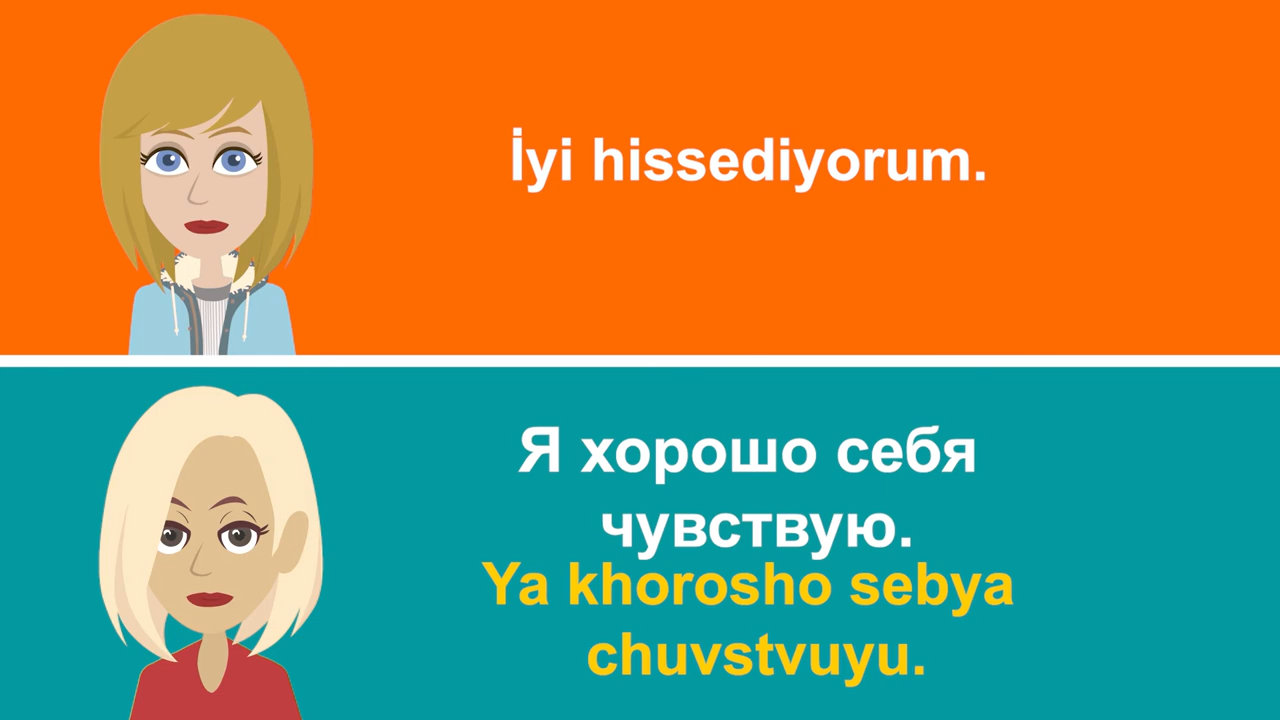 İyi hissediyorum.
Я хорошо себя
чувствую.
Ya khorosho sebya
chuvstvuyu.